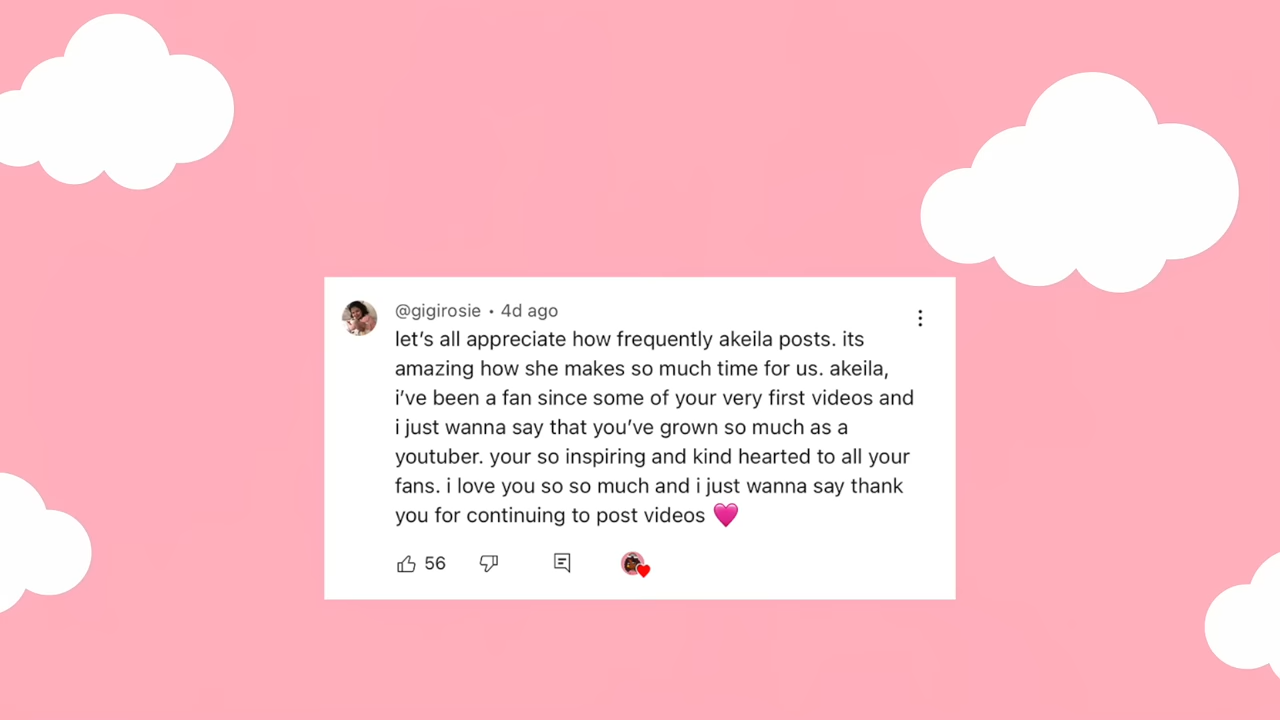 @gigirosie • 4d ago
let’s all appreciate how frequently akeila posts. its
amazing how she makes so much time for us. akeila,
i’ve been a fan since some of your very first videos and
i just wanna say that you’ve grown so much as a
youtuber. your so inspiring and kind hearted to all your
fans. i love you so so much and i just wanna say thank
you for continuing to post videos 🩷
56